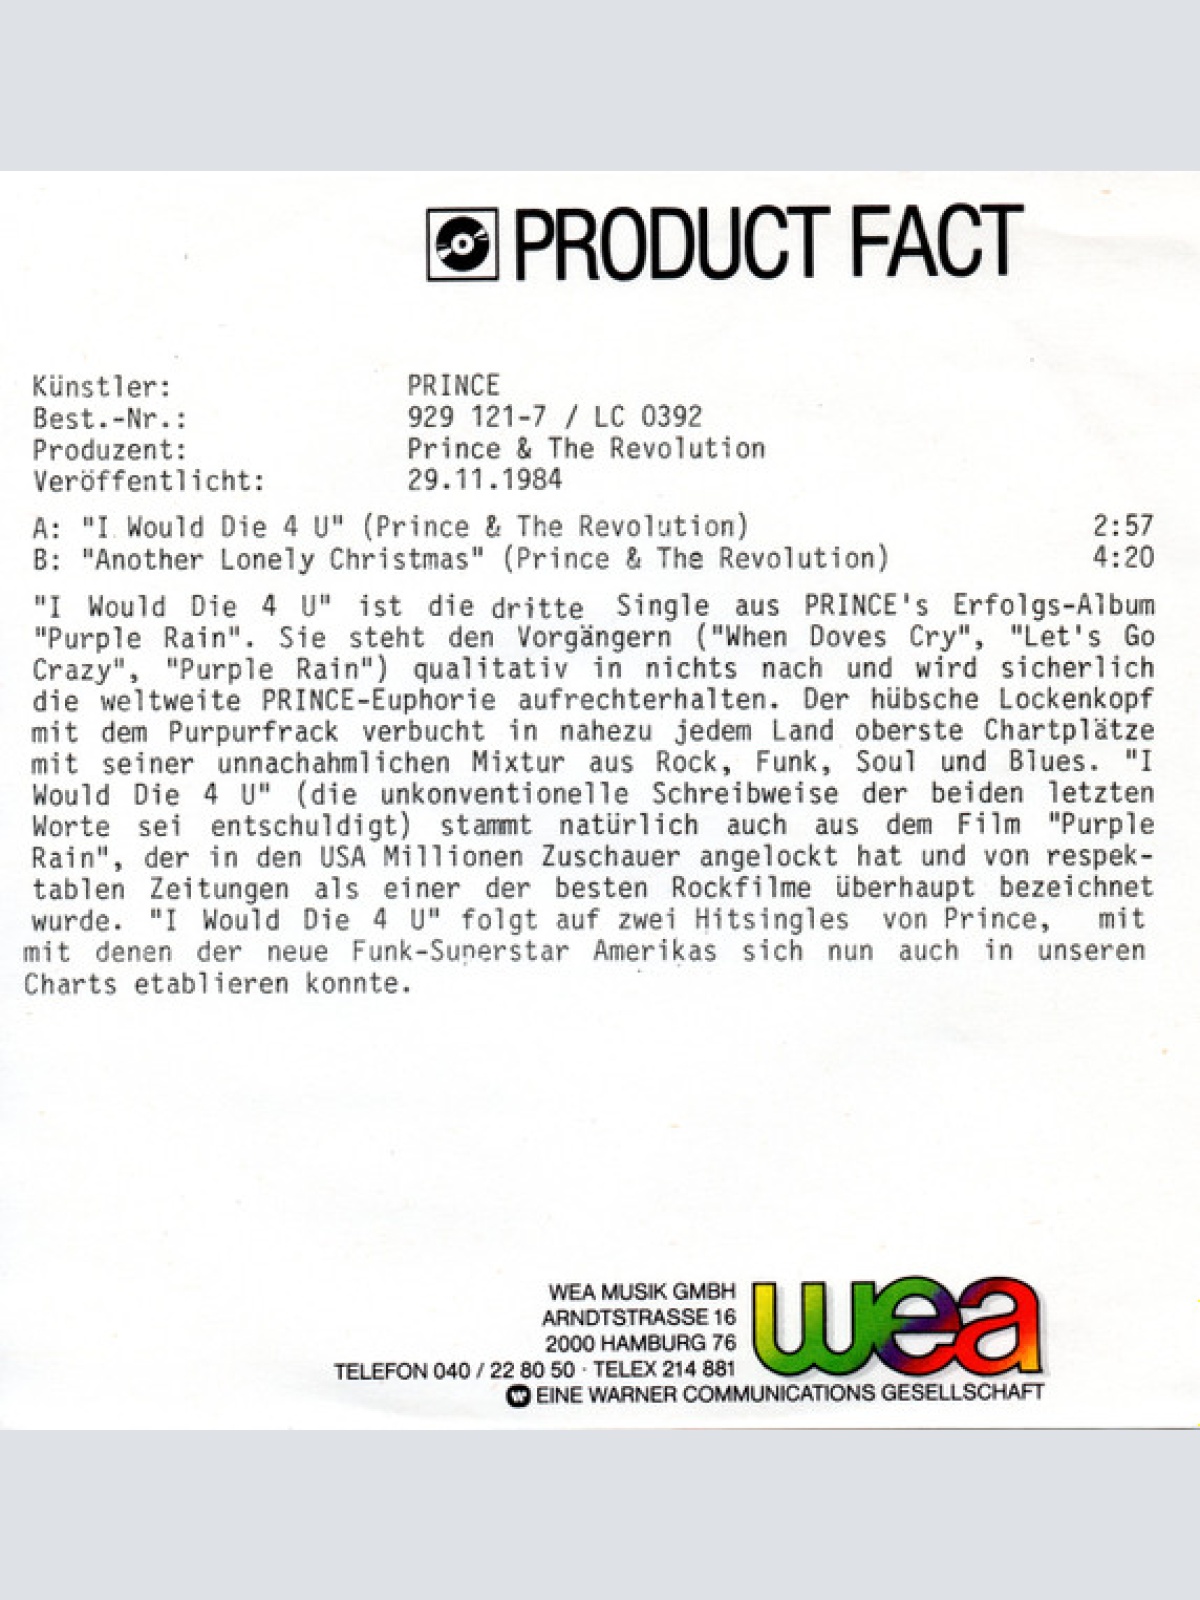 PRODUCT FACT
Künstler: PRINCE
Best.-Nr.: 929 121-7 / LC 0392
Produzent: Prince & The Revolution
Veröffentlicht: 29.11.1984
A: "I Would Die 4 U" (Prince & The Revolution) 2:57
B: "Another Lonely Christmas" (Prince & The Revolution) 4:20
"I Would Die 4 U" ist die dritte Single aus PRINCE's Erfolgs-Album
"Purple Rain". Sie steht den Vorgängern ("When Doves Cry", "Let's Go
Crazy", "Purple Rain") qualitativ in nichts nach und wird sicherlich
die weltweite PRINCE-Euphorie aufrechterhalten. Der hübsche Lockenkopf
mit dem Purpurfrack verbucht in nahezu jedem Land oberste Chartplätze
mit seiner unnachahmlichen Mixtur aus Rock, Funk, Soul und Blues. "I
Would Die 4 U" (die unkonventionelle Schreibweise der beiden letzten
Worte sei entschuldigt) stammt natürlich auch aus dem Film "Purple
Rain", der in den USA Millionen Zuschauer angelockt hat und von respek-
tablen Zeitungen als einer der besten Rockfilme überhaupt bezeichnet
wurde. "I Would Die 4 U" folgt auf zwei Hitsingles von Prince, mit
mit denen der neue Funk-Superstar Amerikas sich nun auch in unseren
Charts etablieren konnte.
WEA MUSIK GMBH
ARNDTSTRASSE 16
2000 HAMBURG 76
TELEFON 040 / 22 80 50 · TELEX 214 881
EINE WARNER COMMUNICATIONS GESELLSCHAFT
wea